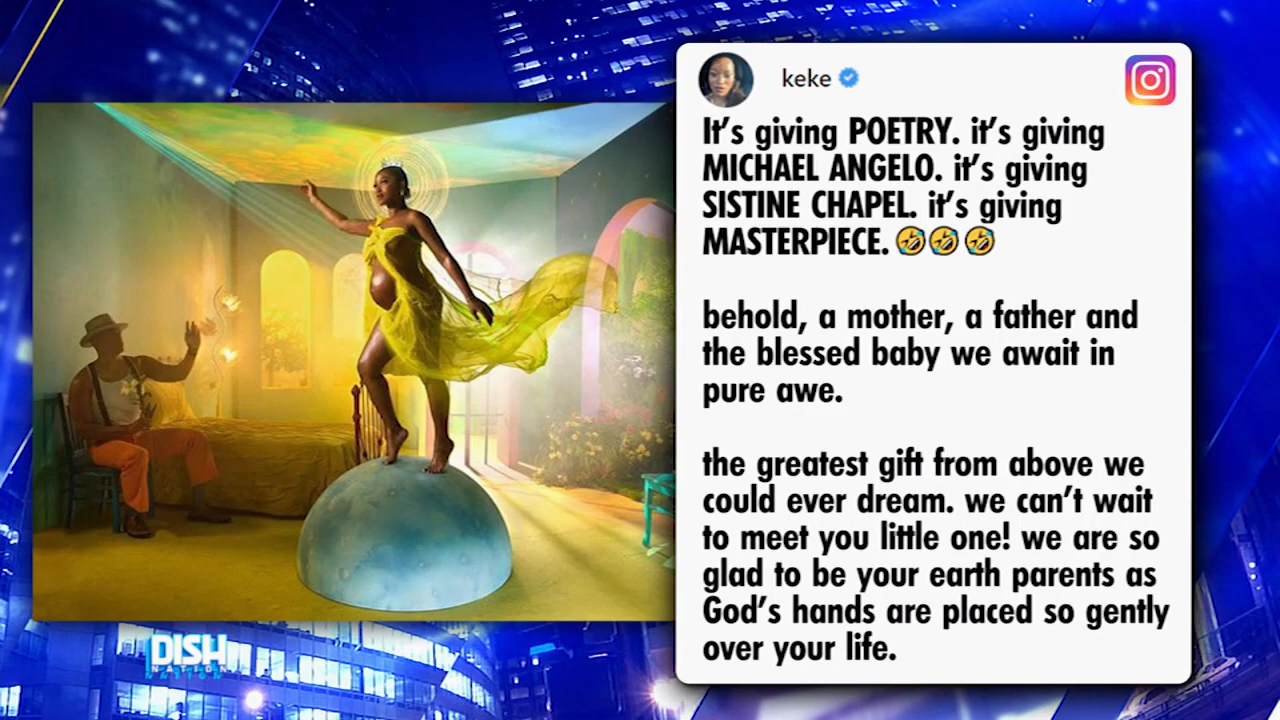 keke
It's giving POETRY. it's giving
MICHAEL ANGELO. it's giving
SISTINE CHAPEL. it's giving
MASTERPIECE. 🤣🤣🤣
behold, a mother, a father and
the blessed baby we await in
pure awe.
the greatest gift from above we
could ever dream. we can't wait
to meet you little one! we are so
glad to be your earth parents as
God's hands are placed so gently
over your life.
DISH
NATION